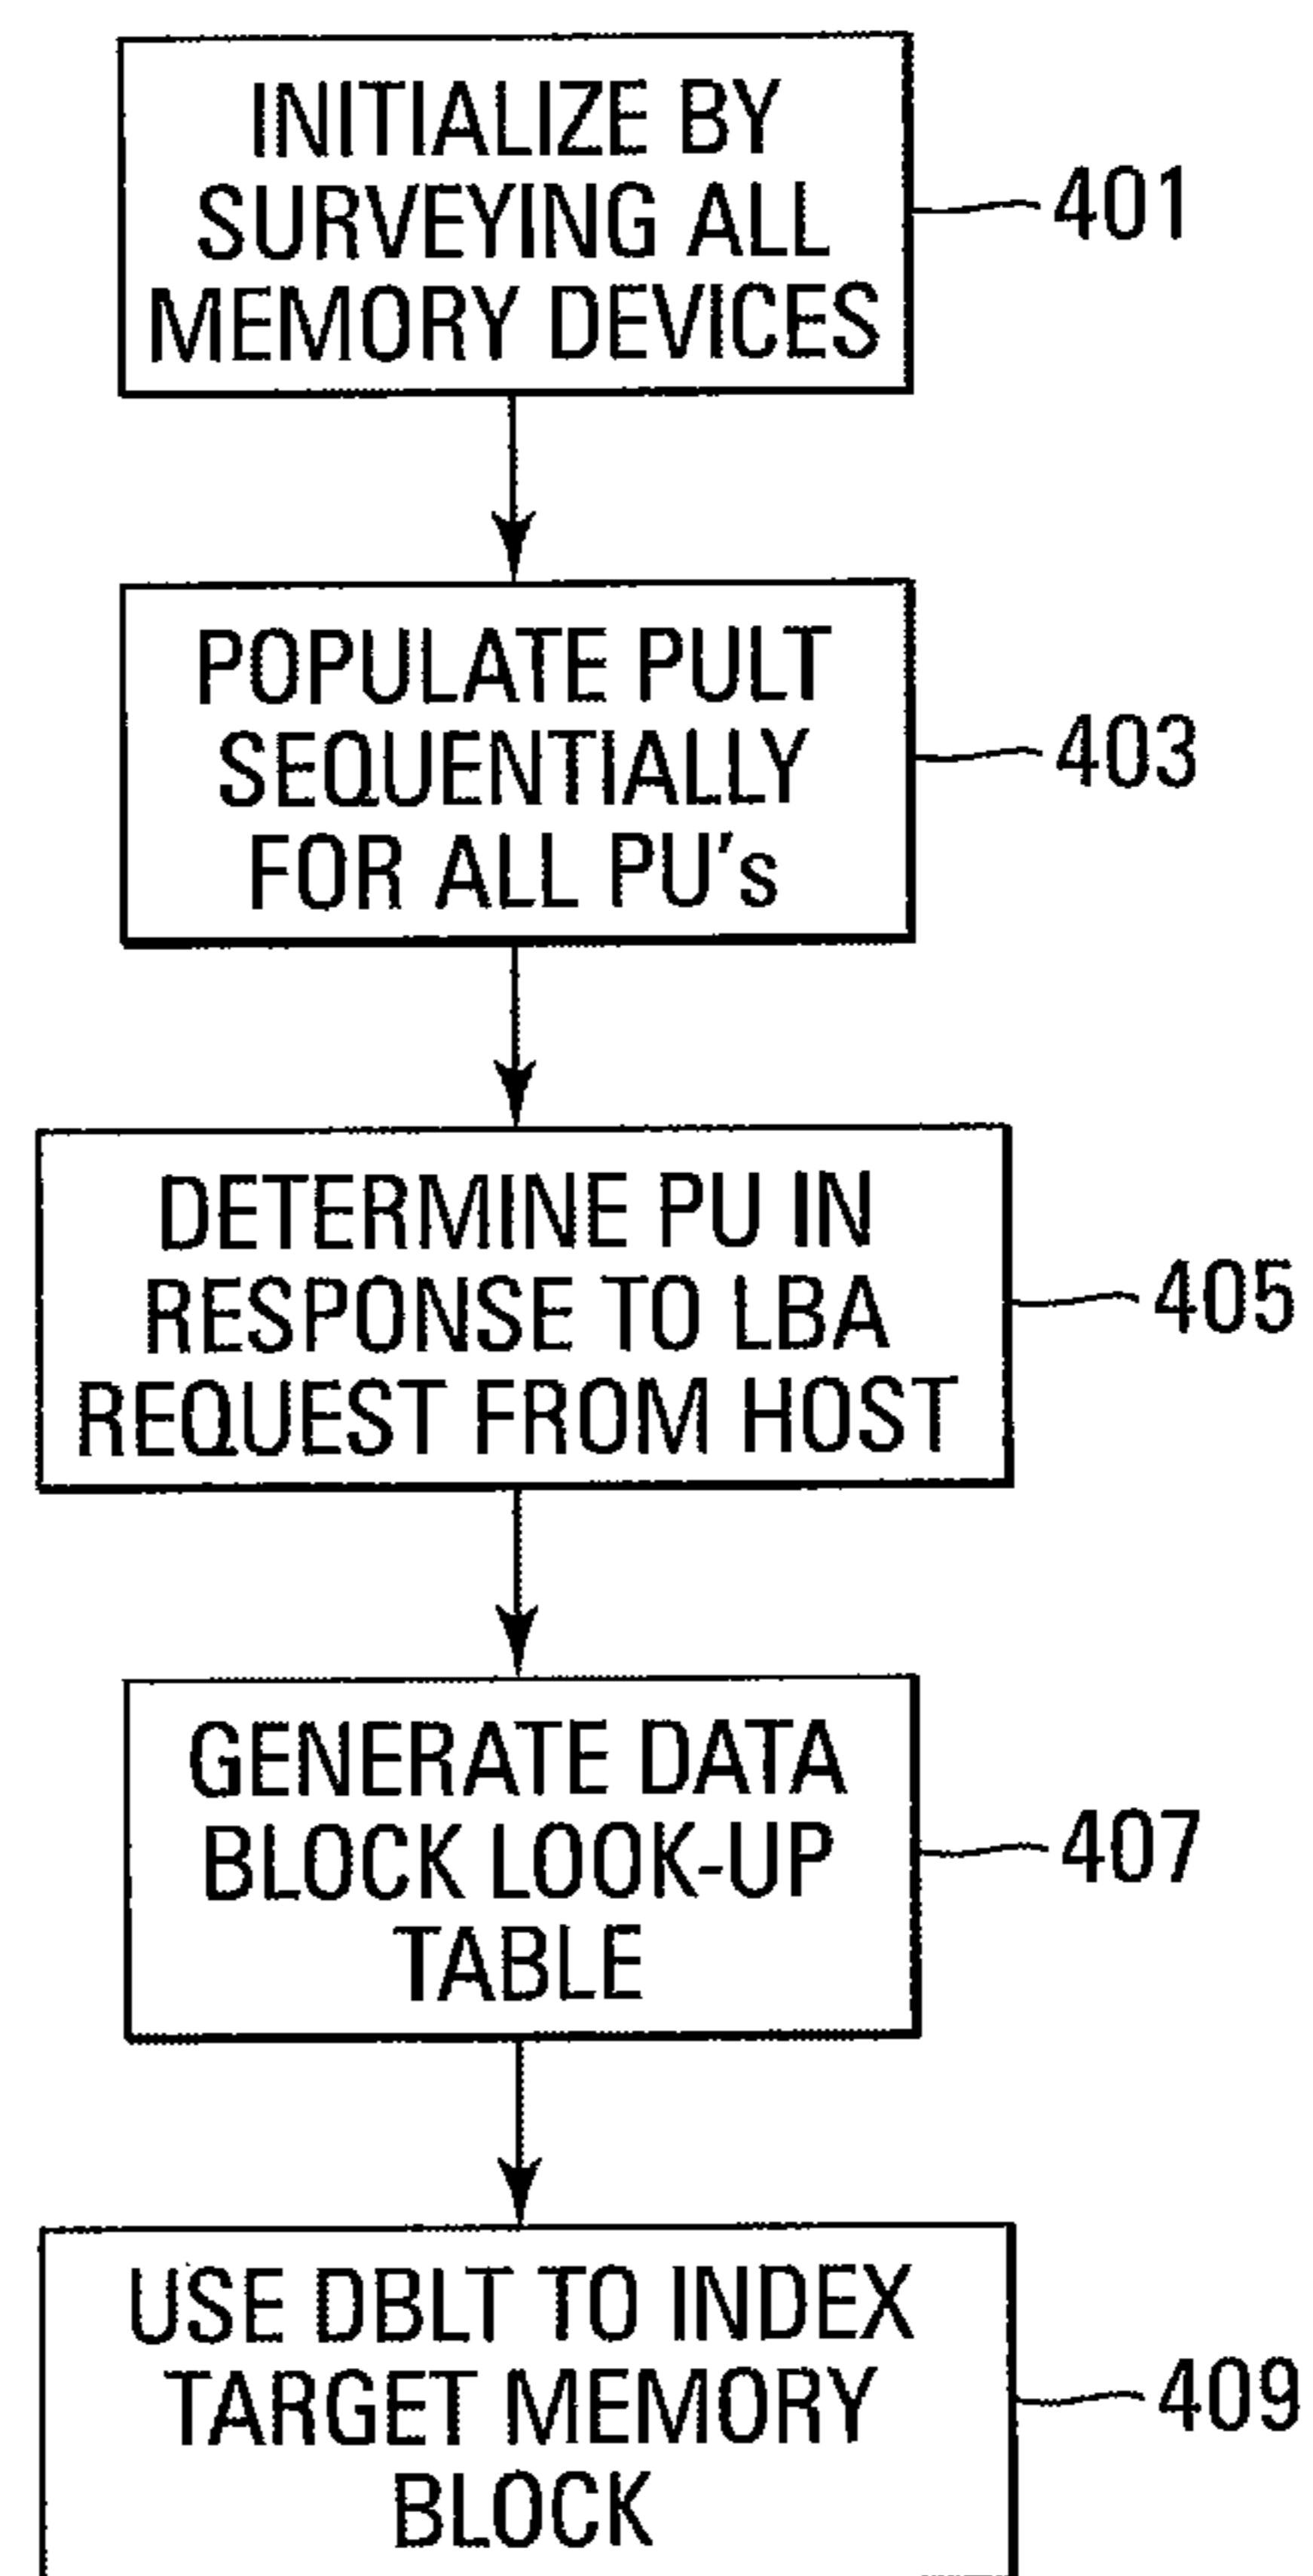 INITIALIZE BY
SURVEYING ALL
MEMORY DEVICES
401
POPULATE PULT
SEQUENTIALLY
FOR ALL PU's
403
DETERMINE PU IN
RESPONSE TO LBA
REQUEST FROM HOST
405
GENERATE DATA
BLOCK LOOK-UP
TABLE
407
USE DBLT TO INDEX
TARGET MEMORY
BLOCK
409